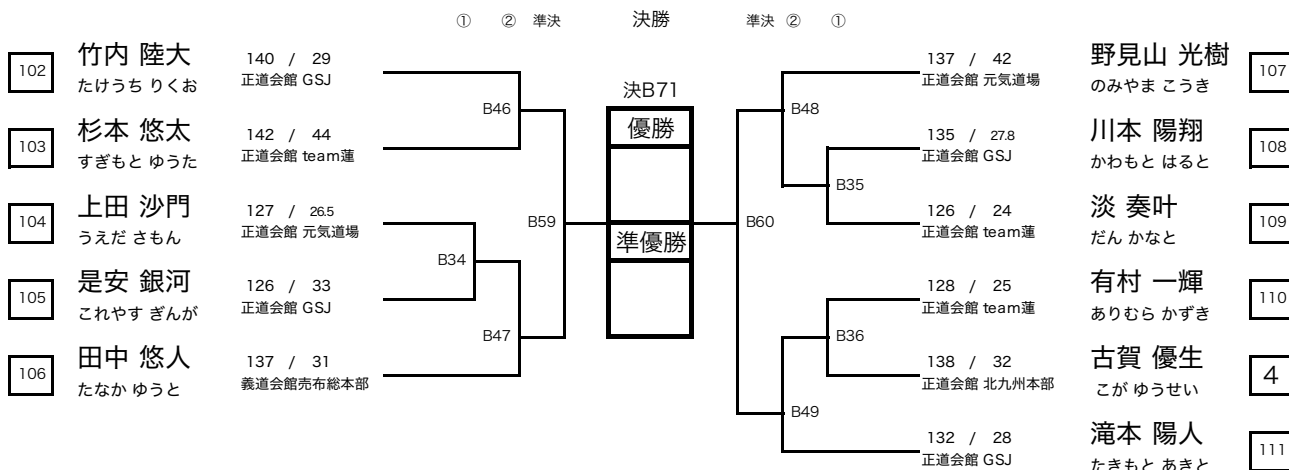 ① ② 準決 決勝 準決 ② ①
決B71
優勝
準優勝
102
竹内 陸大
たけうち りくお
140 / 29
正道会館 GSJ
103
杉本 悠太
すぎもと ゆうた
142 / 44
正道会館 team蓮
104
上田 沙門
うえだ さもん
127 / 26.5
正道会館 元気道場
105
是安 銀河
これやす ぎんが
126 / 33
正道会館 GSJ
106
田中 悠人
たなか ゆうと
137 / 31
義道会館売布総本部
B46
B59
B34
B47
B48
B35
B60
B36
B49
137 / 42
正道会館 元気道場
野見山 光樹
のみやま こうき
107
135 / 27.8
正道会館 GSJ
川本 陽翔
かわもと はると
108
126 / 24
正道会館 team蓮
淡 奏叶
だん かなと
109
128 / 25
正道会館 team蓮
有村 一輝
ありむら かずき
110
138 / 32
正道会館 北九州本部
古賀 優生
こが ゆうせい
4
132 / 28
正道会館 GSJ
滝本 陽人
たきもと あきと
111